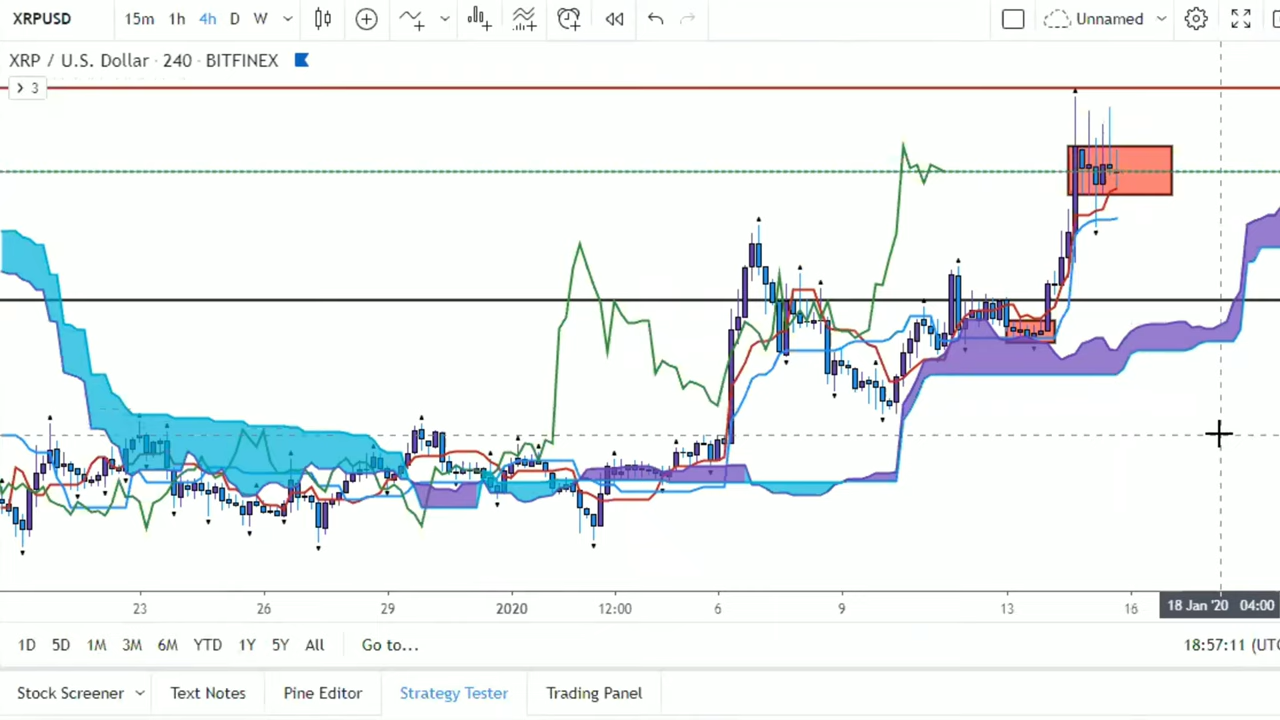 XRPUSD 15m 1h 4h D W Unnamed
XRP / U.S. Dollar · 240 · BITFINEX
3
23 26 29 2020 12:00 6 9 13 16 18 Jan '20 04:00
1D 5D 1M 3M 6M YTD 1Y 5Y All Go to... 18:57:11 (UTC
Stock Screener Text Notes Pine Editor Strategy Tester Trading Panel